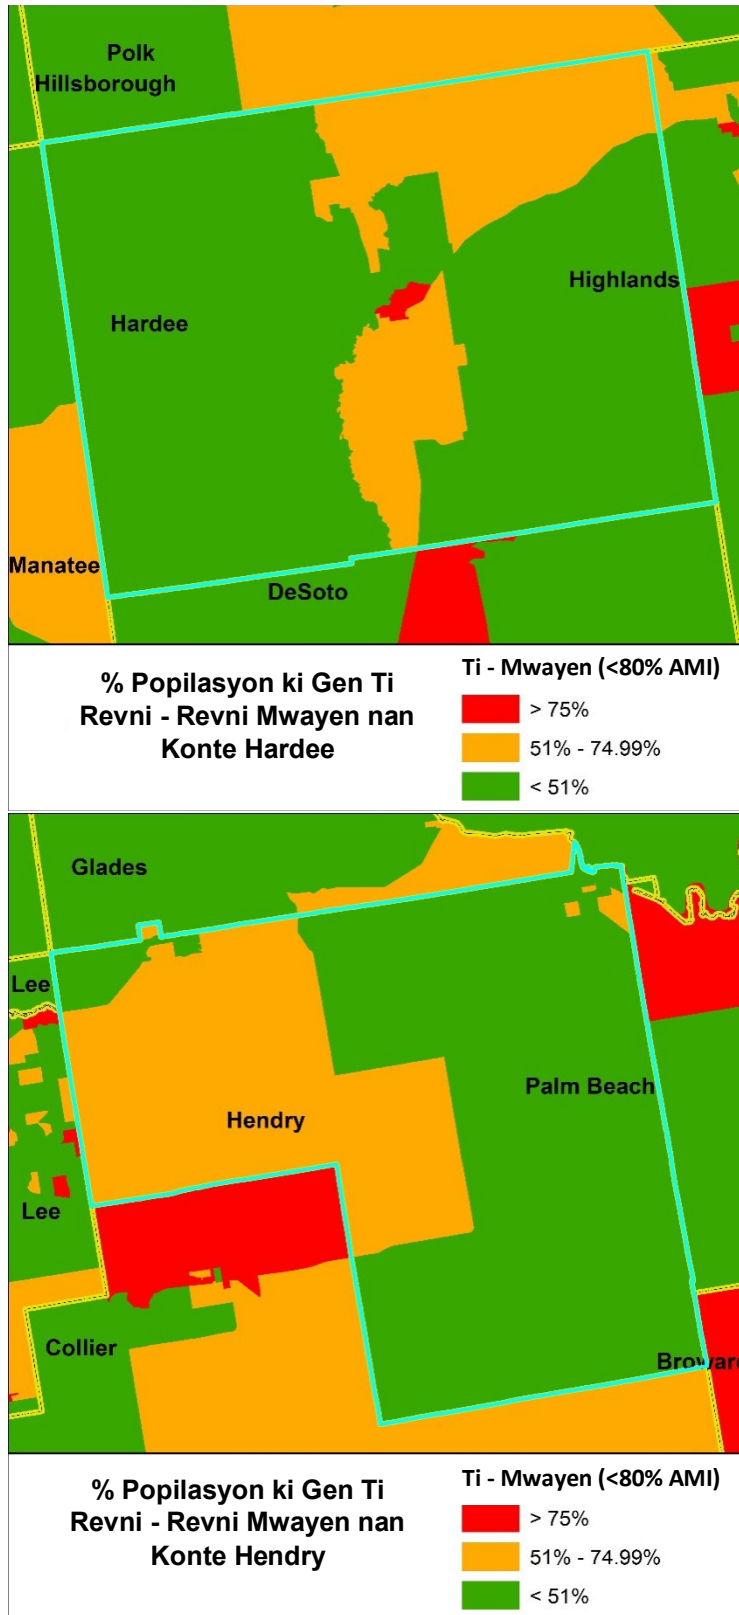 Polk
Hillsborough
Highlands
Hardee
Manatee
DeSoto
% Popilasyon ki Gen Ti
Revni - Revni Mwayen nan
Konte Hardee
Ti - Mwayen (<80% AMI)
> 75%
51% - 74.99%
< 51%
Glades
Lee
Palm Beach
Hendry
Lee
Collier
Broward
% Popilasyon ki Gen Ti
Revni - Revni Mwayen nan
Konte Hendry
Ti - Mwayen (<80% AMI)
> 75%
51% - 74.99%
< 51%